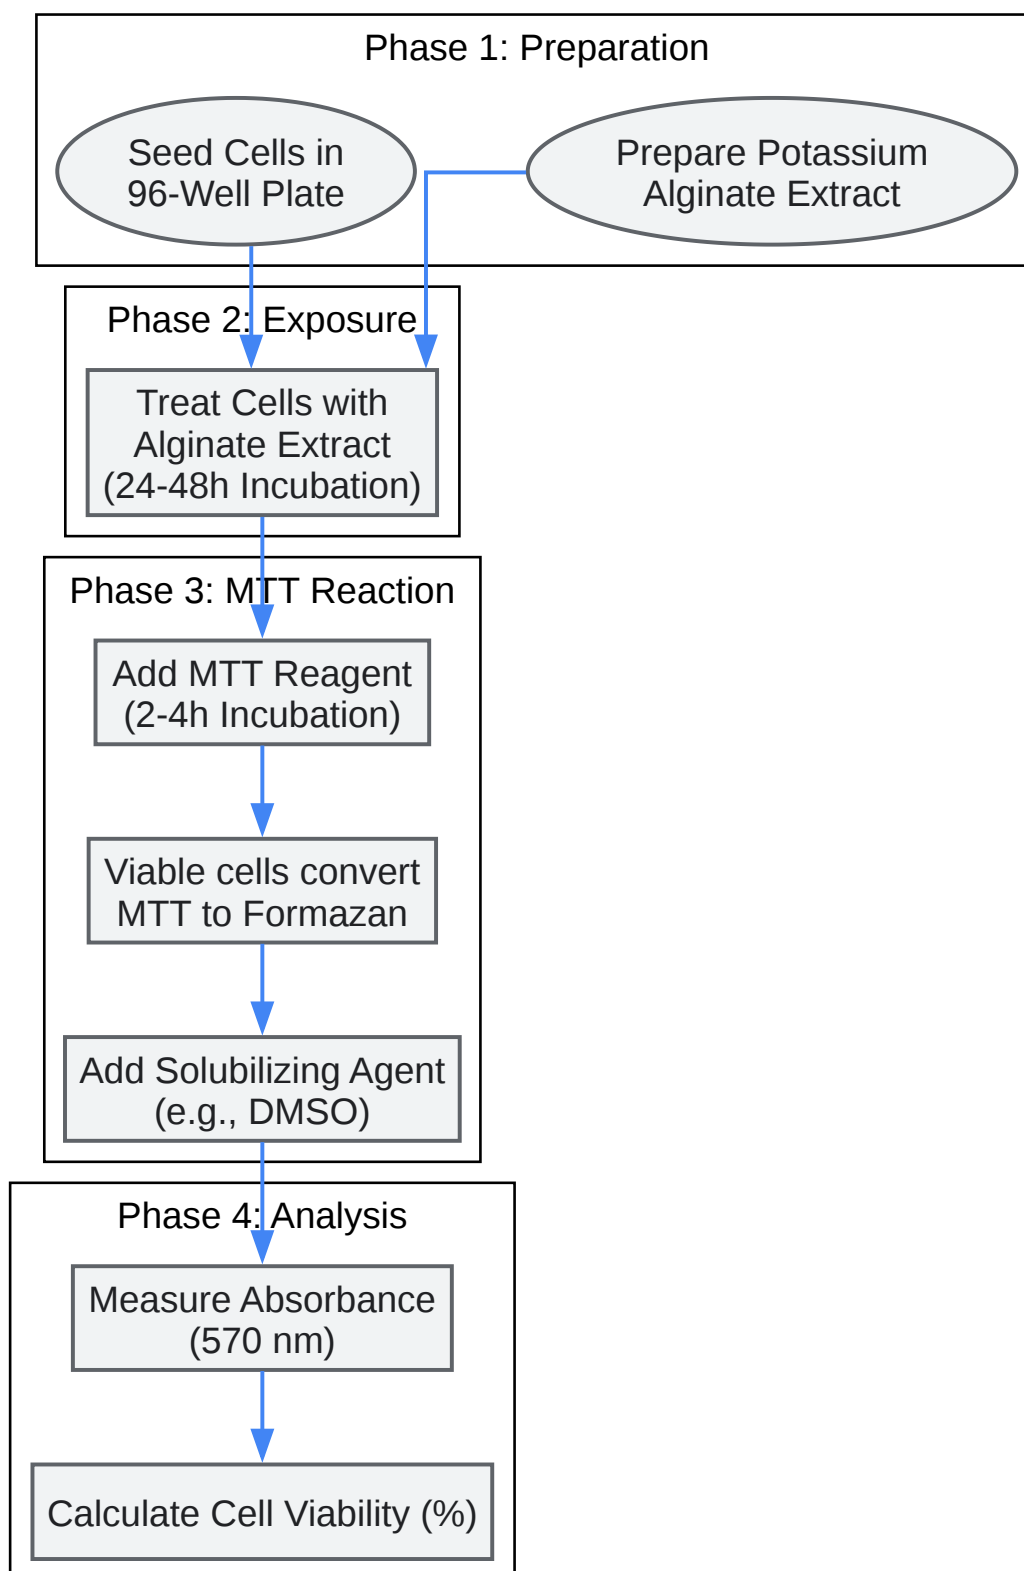 Phase 1: Preparation
Seed Cells in
96-Well Plate
Prepare Potassium
Alginate Extract
Phase 2: Exposure
Treat Cells with
Alginate Extract
(24-48h Incubation)
Phase 3: MTT Reaction
Add MTT Reagent
(2-4h Incubation)
Viable cells convert
MTT to Formazan
Add Solubilizing Agent
(e.g., DMSO)
Phase 4: Analysis
Measure Absorbance
(570 nm)
Calculate Cell Viability (%)